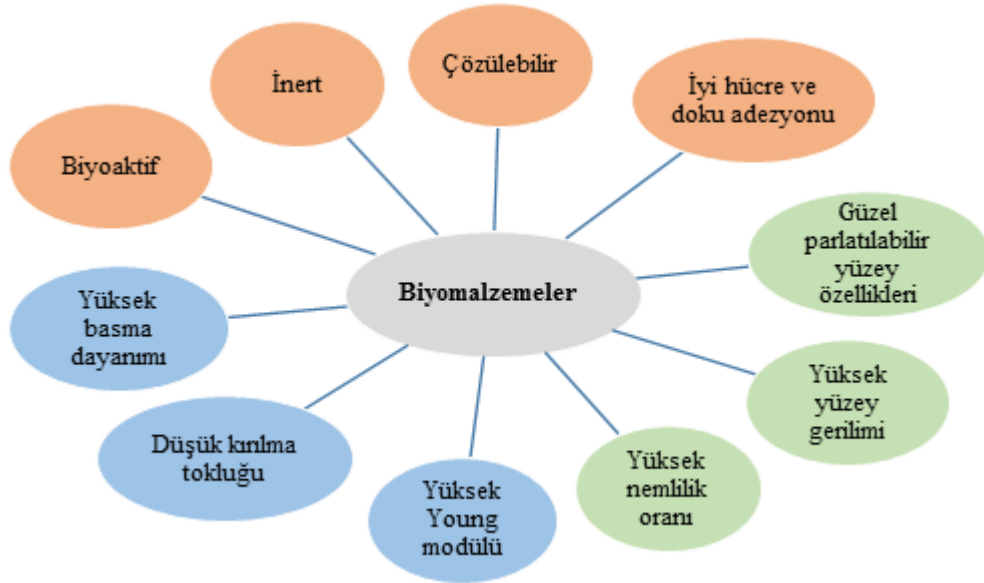 İnert
Çözülebilir
İyi hücre ve
doku adezyonu
Biyoaktif
Güzel
parlatılabilir
yüzey
özellikleri
Biyomalzemeler
Yüksek
basma
dayanımı
Yüksek
yüzey
gerilimi
Düşük kırılma
tokluğu
Yüksek
nemlilik
oranı
Yüksek
Young
modülü